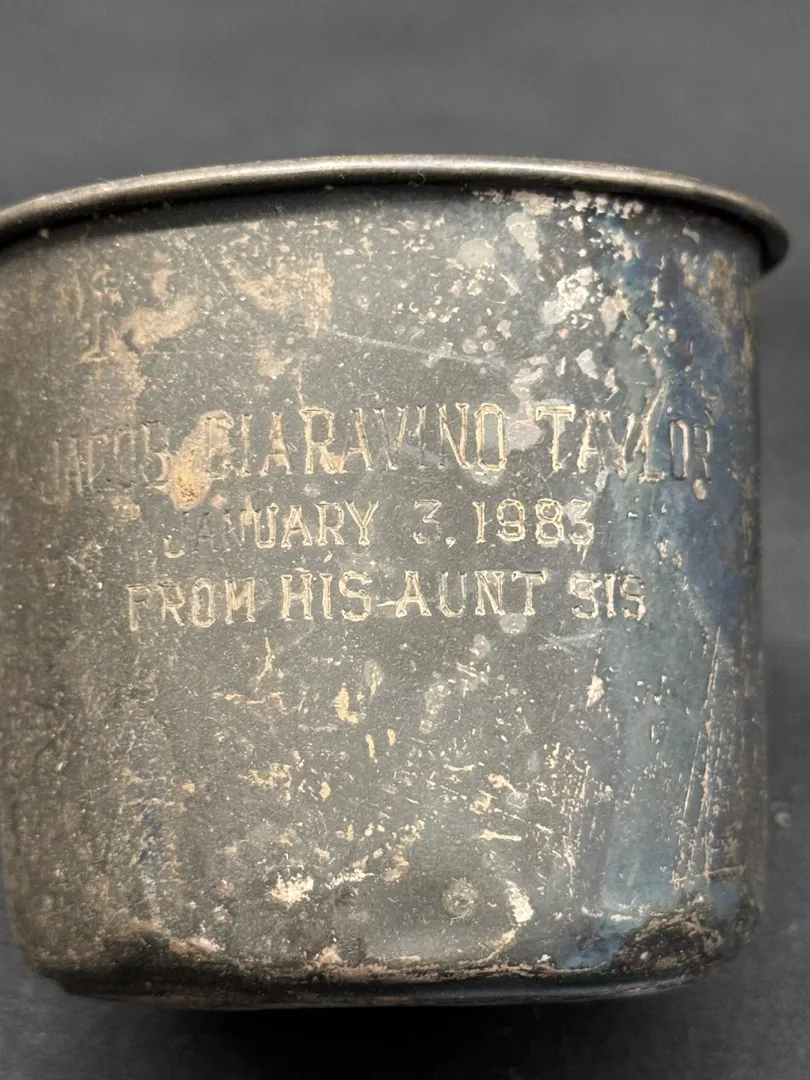 JACOB CIARAVINO TAYLOR
JANUARY 3, 1985
FROM HIS AUNT SIS